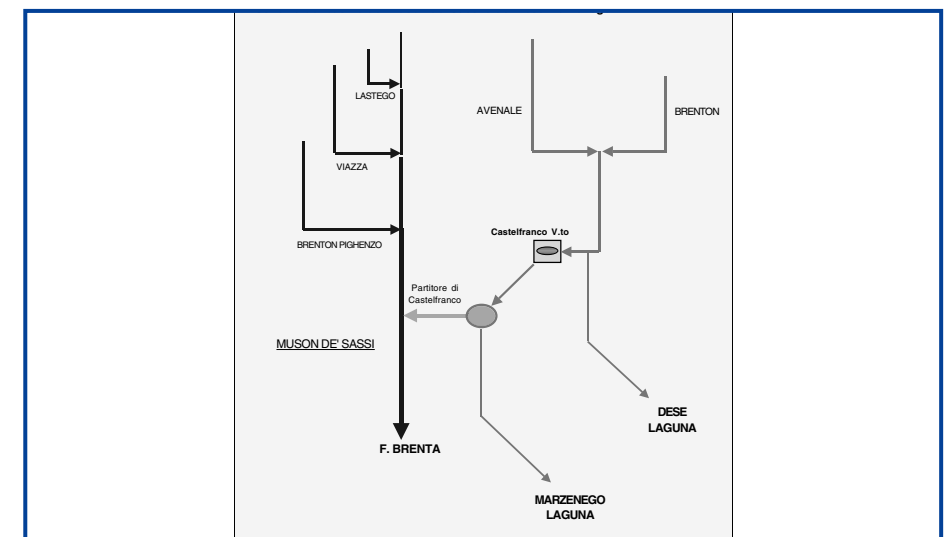 LASTEGO
AVENALE
BRENTON
VIAZZA
Castelfranco V.to
BRENTON PIGHENZO
Partitore di
Castelfranco
MUSON DE' SASSI
DESE
LAGUNA
F. BRENTA
MARZENEGO
LAGUNA